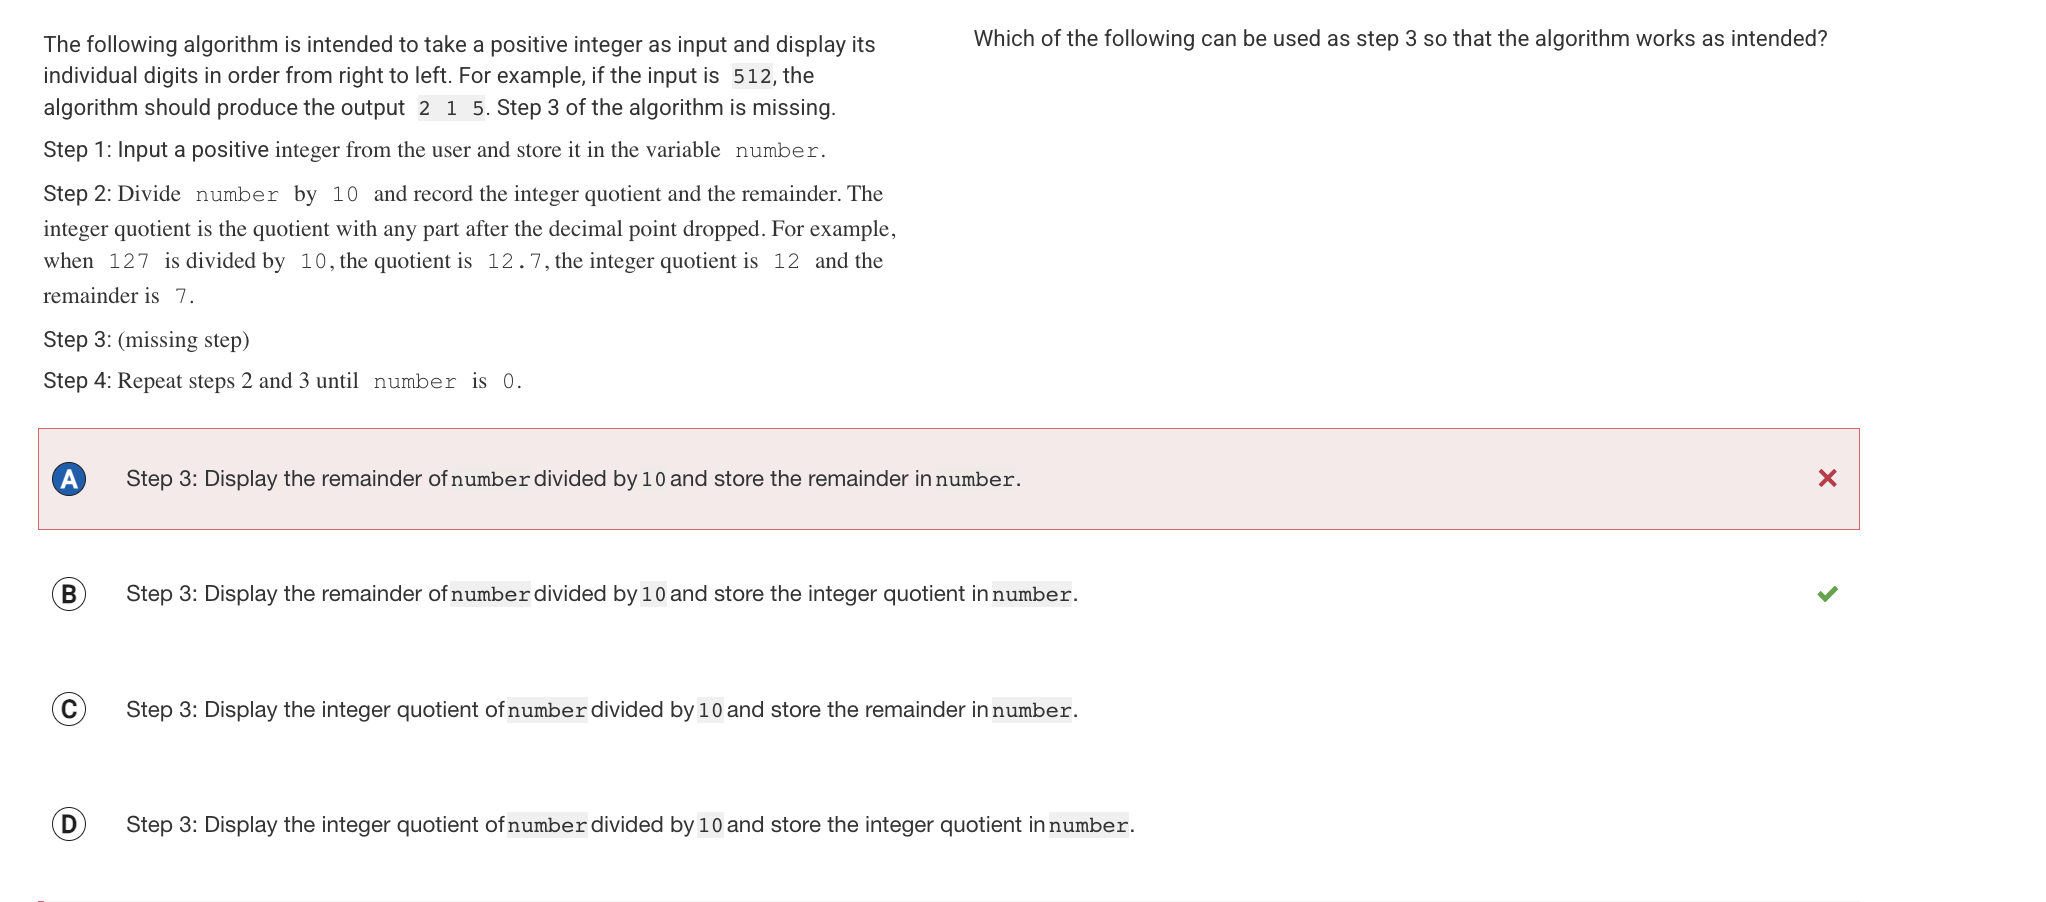 The following algorithm is intended to take a positive integer as input and display its
individual digits in order from right to left. For example, if the input is 512, the
algorithm should produce the output 2 1 5. Step 3 of the algorithm is missing.
Step 1: Input a positive integer from the user and store it in the variable number.
Step 2: Divide number by 10 and record the integer quotient and the remainder. The
integer quotient is the quotient with any part after the decimal point dropped. For example,
when 127 is divided by 10, the quotient is 12.7, the integer quotient is 12 and the
remainder is 7.
Step 3: (missing step)
Step 4: Repeat steps 2 and 3 until number is 0.
Which of the following can be used as step 3 so that the algorithm works as intended?
A Step 3: Display the remainder of number divided by 10 and store the remainder in number.
B Step 3: Display the remainder of number divided by 10 and store the integer quotient in number.
C Step 3: Display the integer quotient of number divided by 10 and store the remainder in number.
D Step 3: Display the integer quotient of number divided by 10 and store the integer quotient in number.